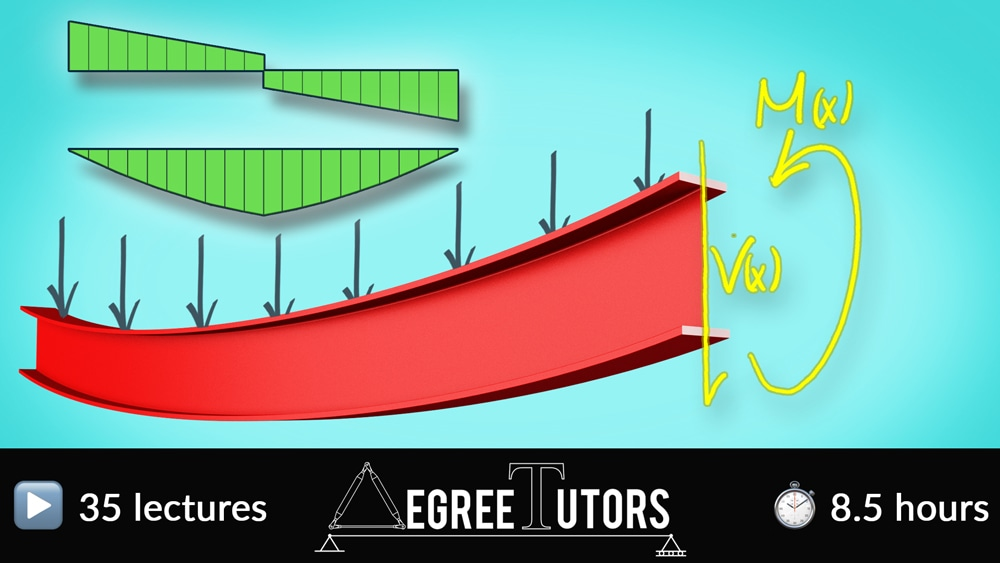 M(x)
V(x)
35 lectures
DEGREE TUTORS
8.5 hours